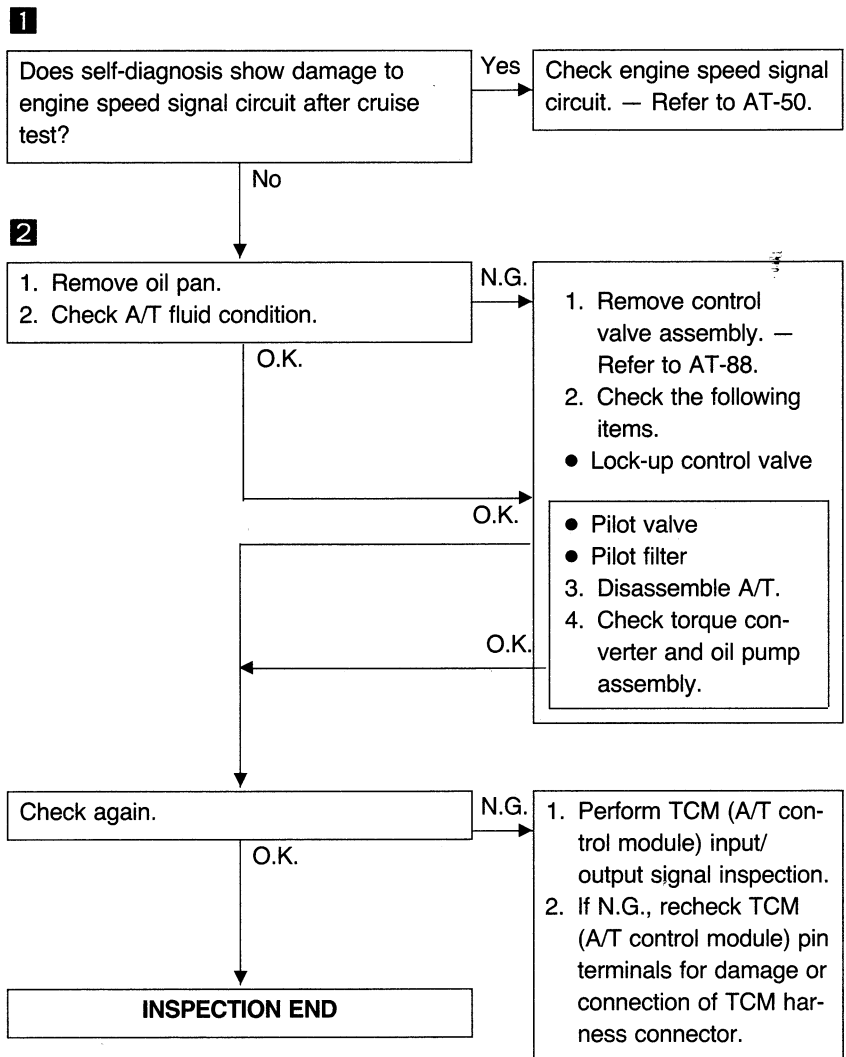 1
Does self-diagnosis show damage to
engine speed signal circuit after cruise
test?
Yes
Check engine speed signal
circuit. — Refer to AT-50.
No
2
1. Remove oil pan.
2. Check A/T fluid condition.
N.G.
O.K.
1. Remove control
valve assembly. —
Refer to AT-88.
2. Check the following
items.
● Lock-up control valve
O.K.
● Pilot valve
● Pilot filter
3. Disassemble A/T.
4. Check torque con-
verter and oil pump
assembly.
O.K.
Check again.
N.G.
O.K.
1. Perform TCM (A/T con-
trol module) input/
output signal inspection.
2. If N.G., recheck TCM
(A/T control module) pin
terminals for damage or
connection of TCM har-
ness connector.
INSPECTION END